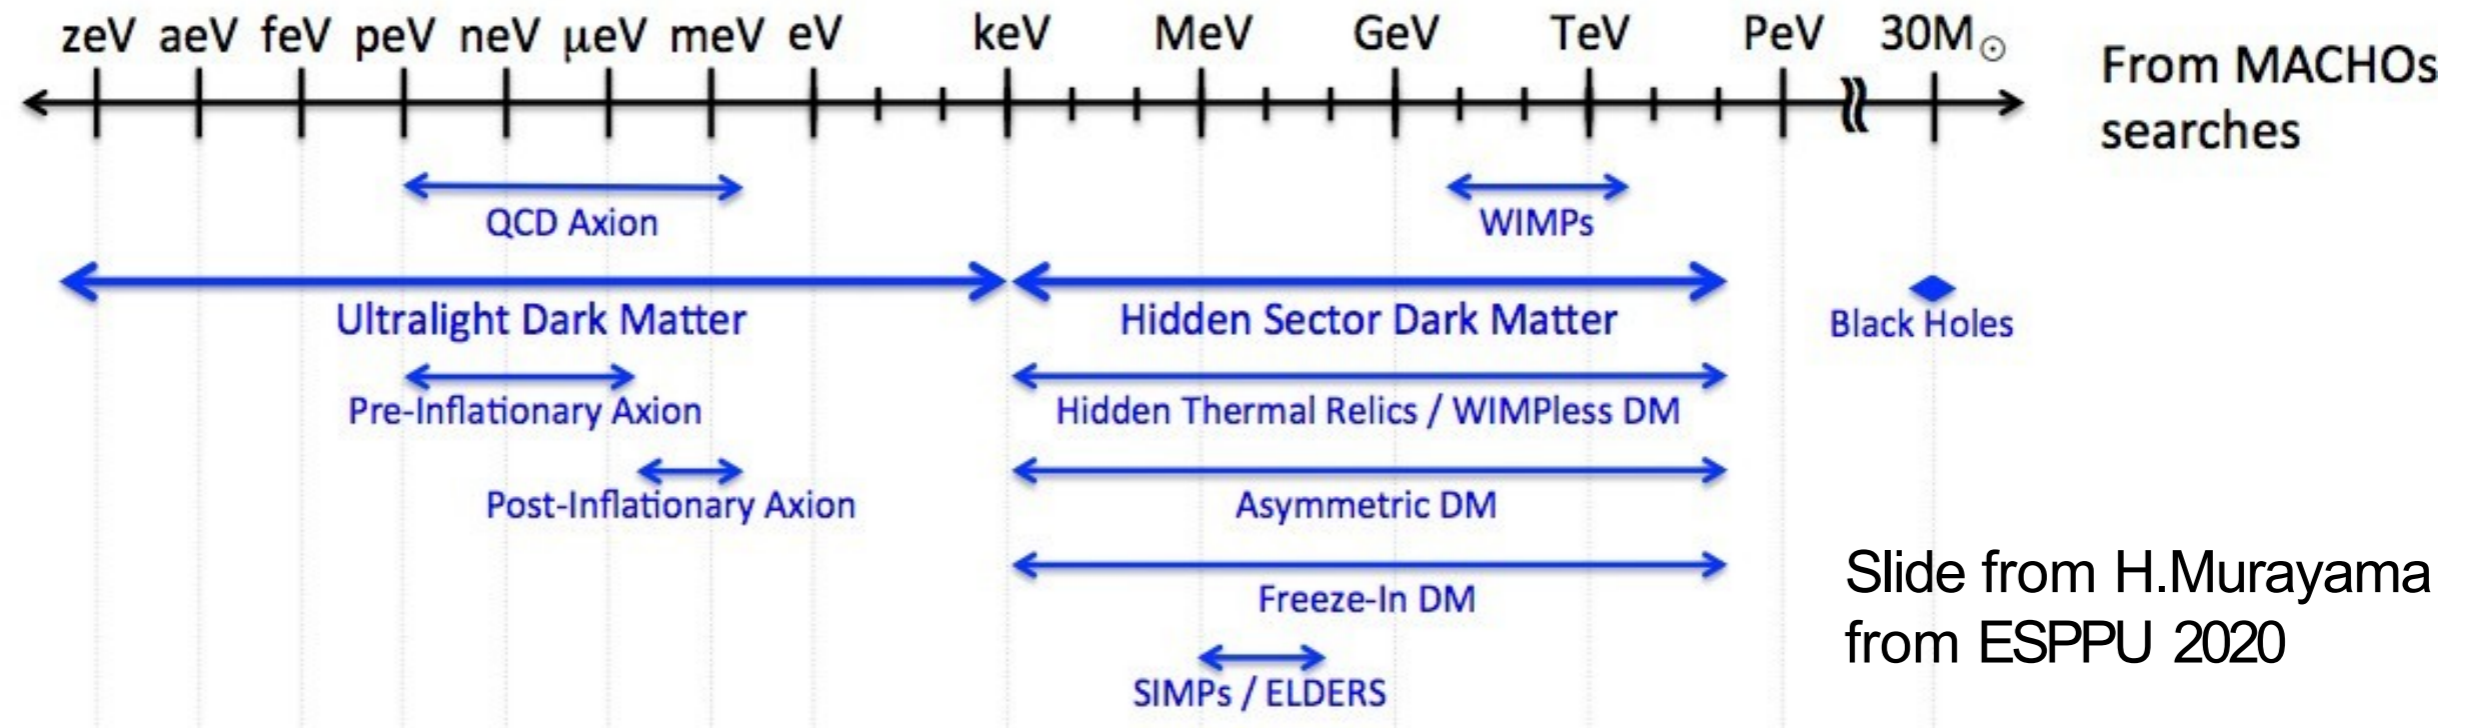 zeV aeV feV peV neV μeV meV eV keV MeV GeV TeV PeV 30M☉
From MACHOs
searches
QCD Axion
WIMPs
Ultralight Dark Matter
Hidden Sector Dark Matter
Black Holes
Pre-Inflationary Axion
Hidden Thermal Relics / WIMPless DM
Post-Inflationary Axion
Asymmetric DM
Freeze-In DM
SIMPs / ELDERS
Slide from H.Murayama
from ESPPU 2020